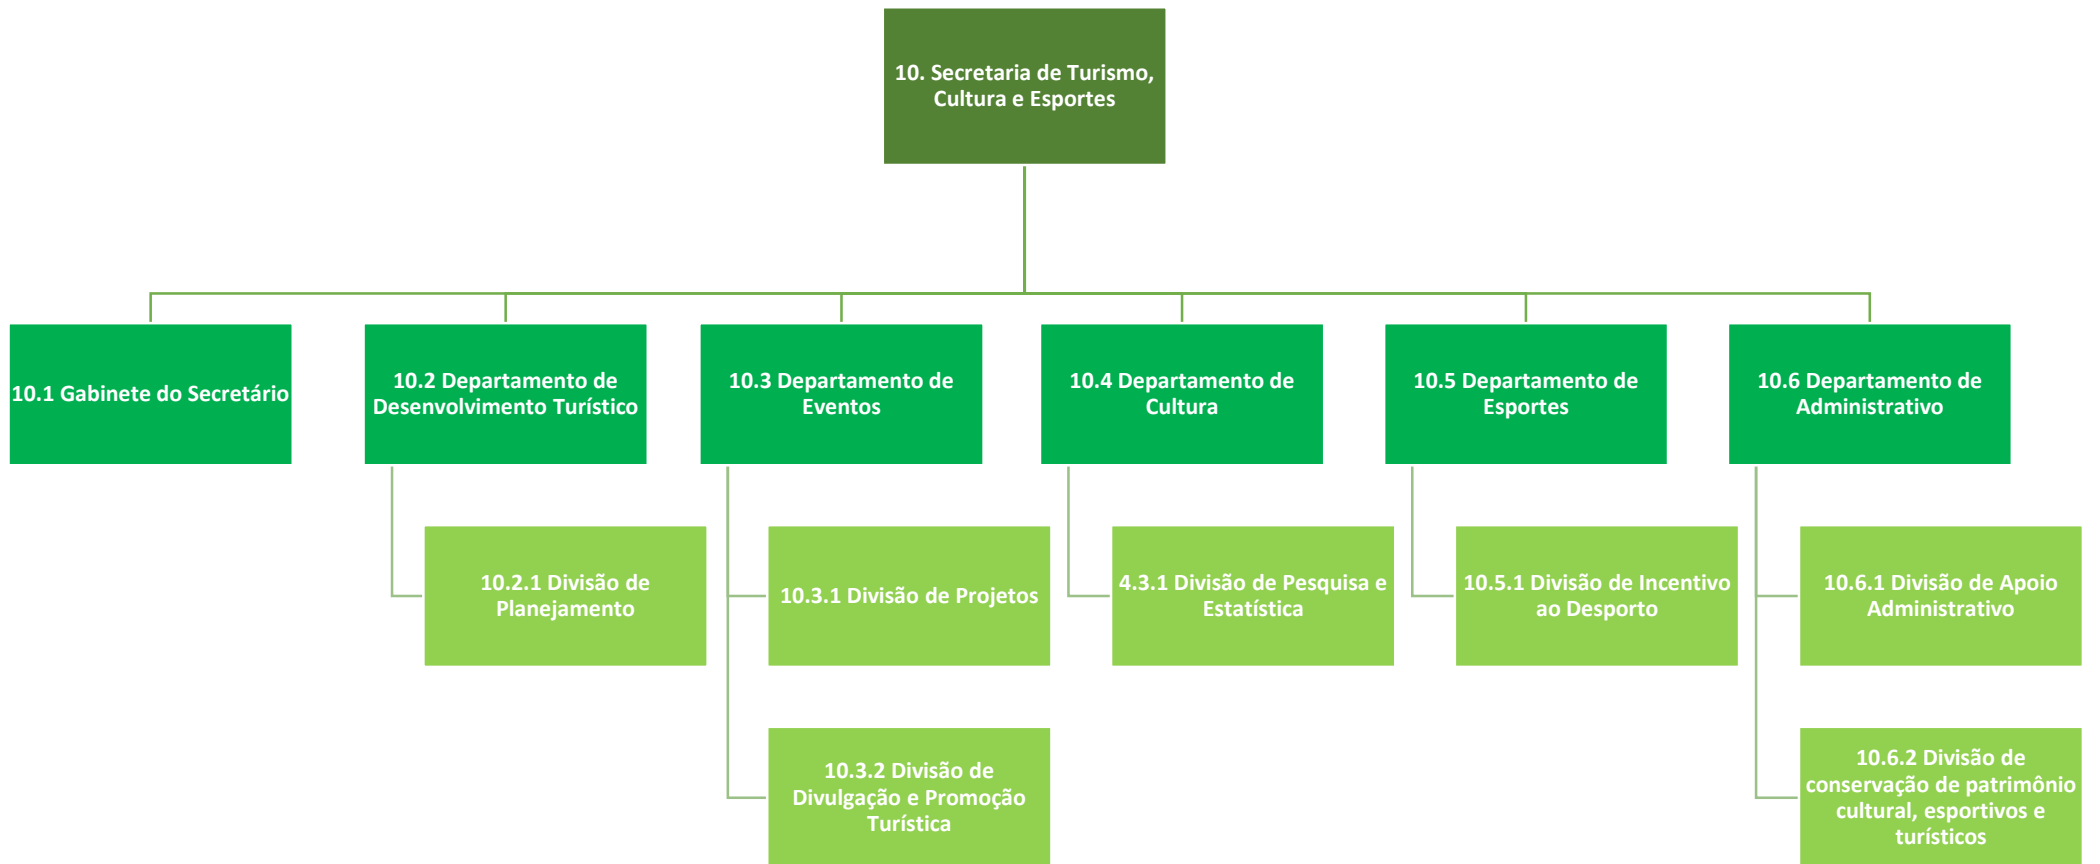 10. Secretaria de Turismo,
Cultura e Esportes
10.1 Gabinete do Secretário
10.2 Departamento de
Desenvolvimento Turístico
10.3 Departamento de
Eventos
10.4 Departamento de
Cultura
10.5 Departamento de
Esportes
10.6 Departamento de
Administrativo
10.2.1 Divisão de
Planejamento
10.3.1 Divisão de Projetos
4.3.1 Divisão de Pesquisa e
Estatística
10.5.1 Divisão de Incentivo
ao Desporto
10.6.1 Divisão de Apoio
Administrativo
10.3.2 Divisão de
Divulgação e Promoção
Turística
10.6.2 Divisão de
conservação de patrimônio
cultural, esportivos e
turísticos